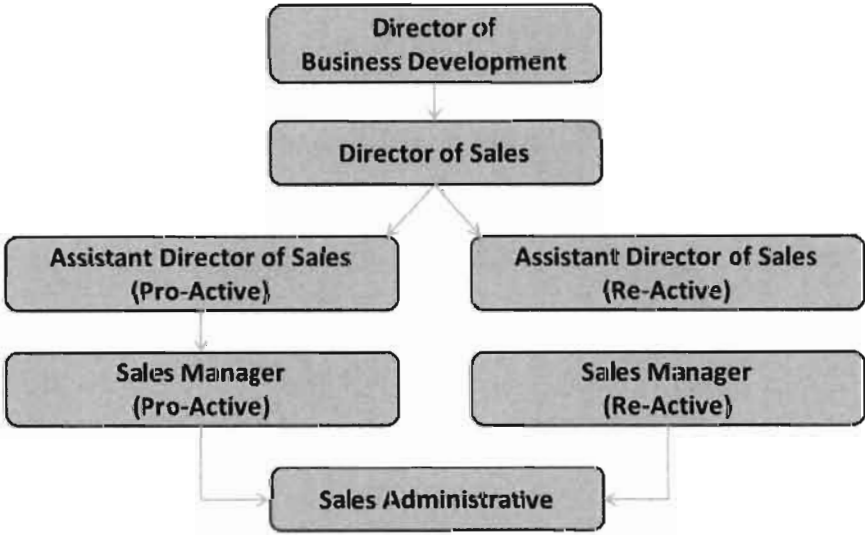 Director of
Business Development
Director of Sales
Assistant Director of Sales
(Pro-Active)
Assistant Director of Sales
(Re-Active)
Sales Manager
(Pro-Active)
Sales Manager
(Re-Active)
Sales Administrative